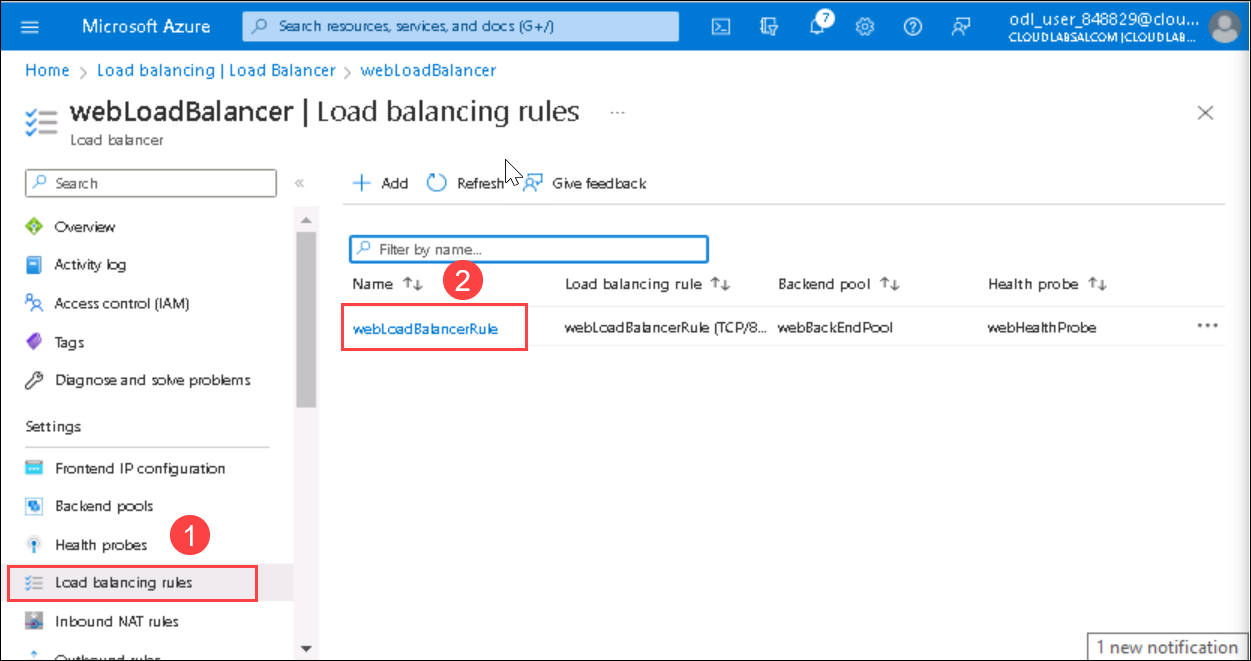 Microsoft Azure
Search resources, services, and docs (G+/)
7
odl_user_848829@clou...
CLOUDLABSAI.COM (CLOUDLAB...
Home > Load balancing | Load Balancer > webLoadBalancer
webLoadBalancer | Load balancing rules ...
Load balancer
Search «
Add Refresh Give feedback
Overview
Activity log
Access control (IAM)
Tags
Diagnose and solve problems
Settings
Frontend IP configuration
Backend pools
Health probes
1
Load balancing rules
Inbound NAT rules
Outbound rules
Filter by name...
2
Name ↑↓ Load balancing rule ↑↓ Backend pool ↑↓ Health probe ↑↓
webLoadBalancerRule webLoadBalancerRule (TCP/8... webBackEndPool webHealthProbe ...
1 new notification